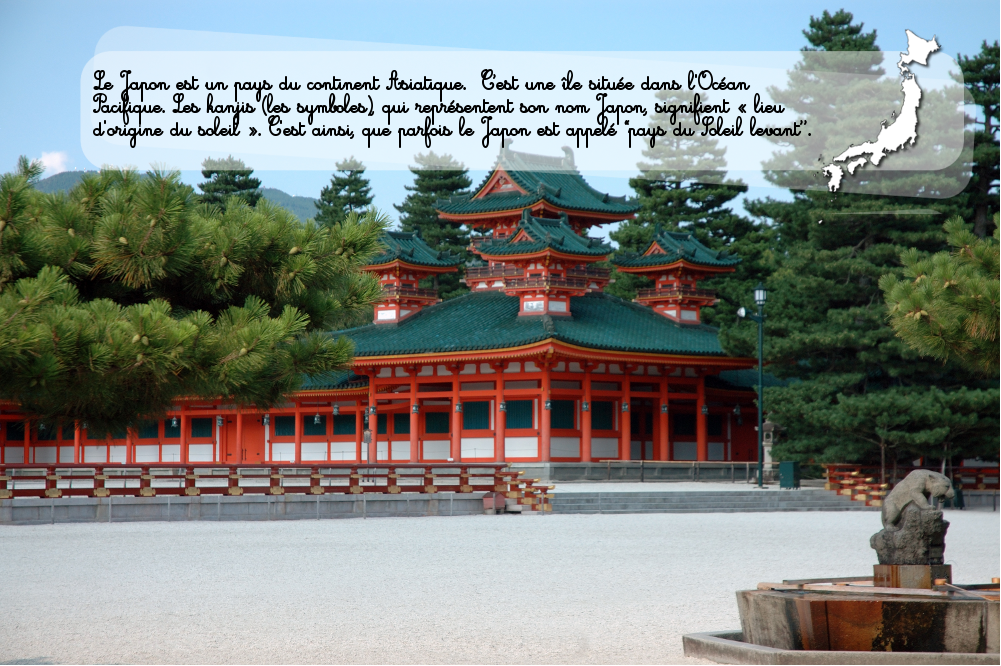 Le Japon est un pays du continent Asiatique. C'est une île située dans l'Océan
Pacifique. Les kanjis (les symboles), qui représentent son nom Japon, signifient « lieu
d'origine du soleil ». C'est ainsi, que parfois le Japon est appelé “pays du Soleil levant”.